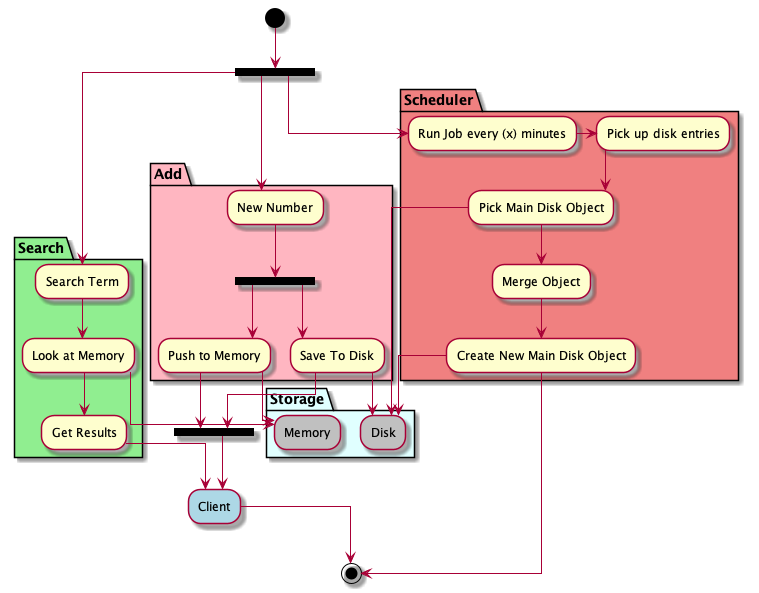 Scheduler
Run Job every (x) minutes
Pick up disk entries
Add
New Number
Pick Main Disk Object
Search
Search Term
Merge Object
Look at Memory
Push to Memory
Save To Disk
Create New Main Disk Object
Storage
Get Results
Memory
Disk
Client